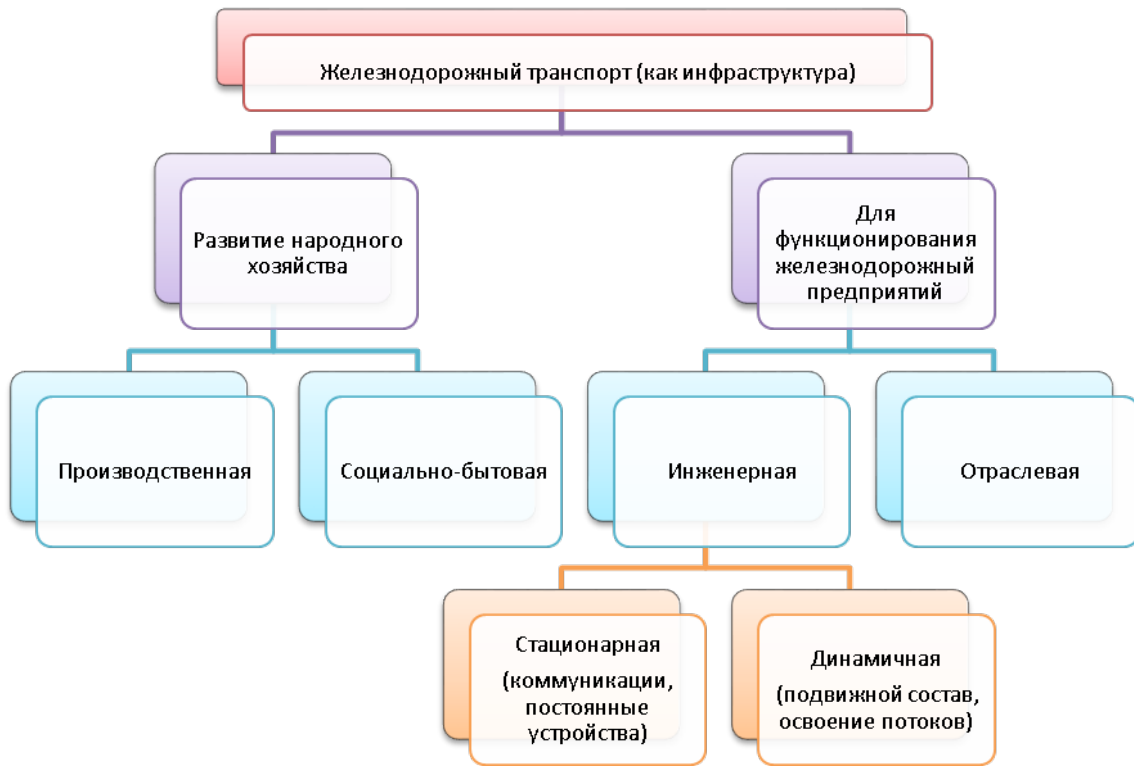 Железнодорожный транспорт (как инфраструктура)
Развитие народного
хозяйства
Для
функционирования
железнодорожный
предприятий
Производственная
Социально-бытовая
Инженерная
Отраслевая
Стационарная
(коммуникации,
постоянные
устройства)
Динамичная
(подвижной состав,
освоение потоков)